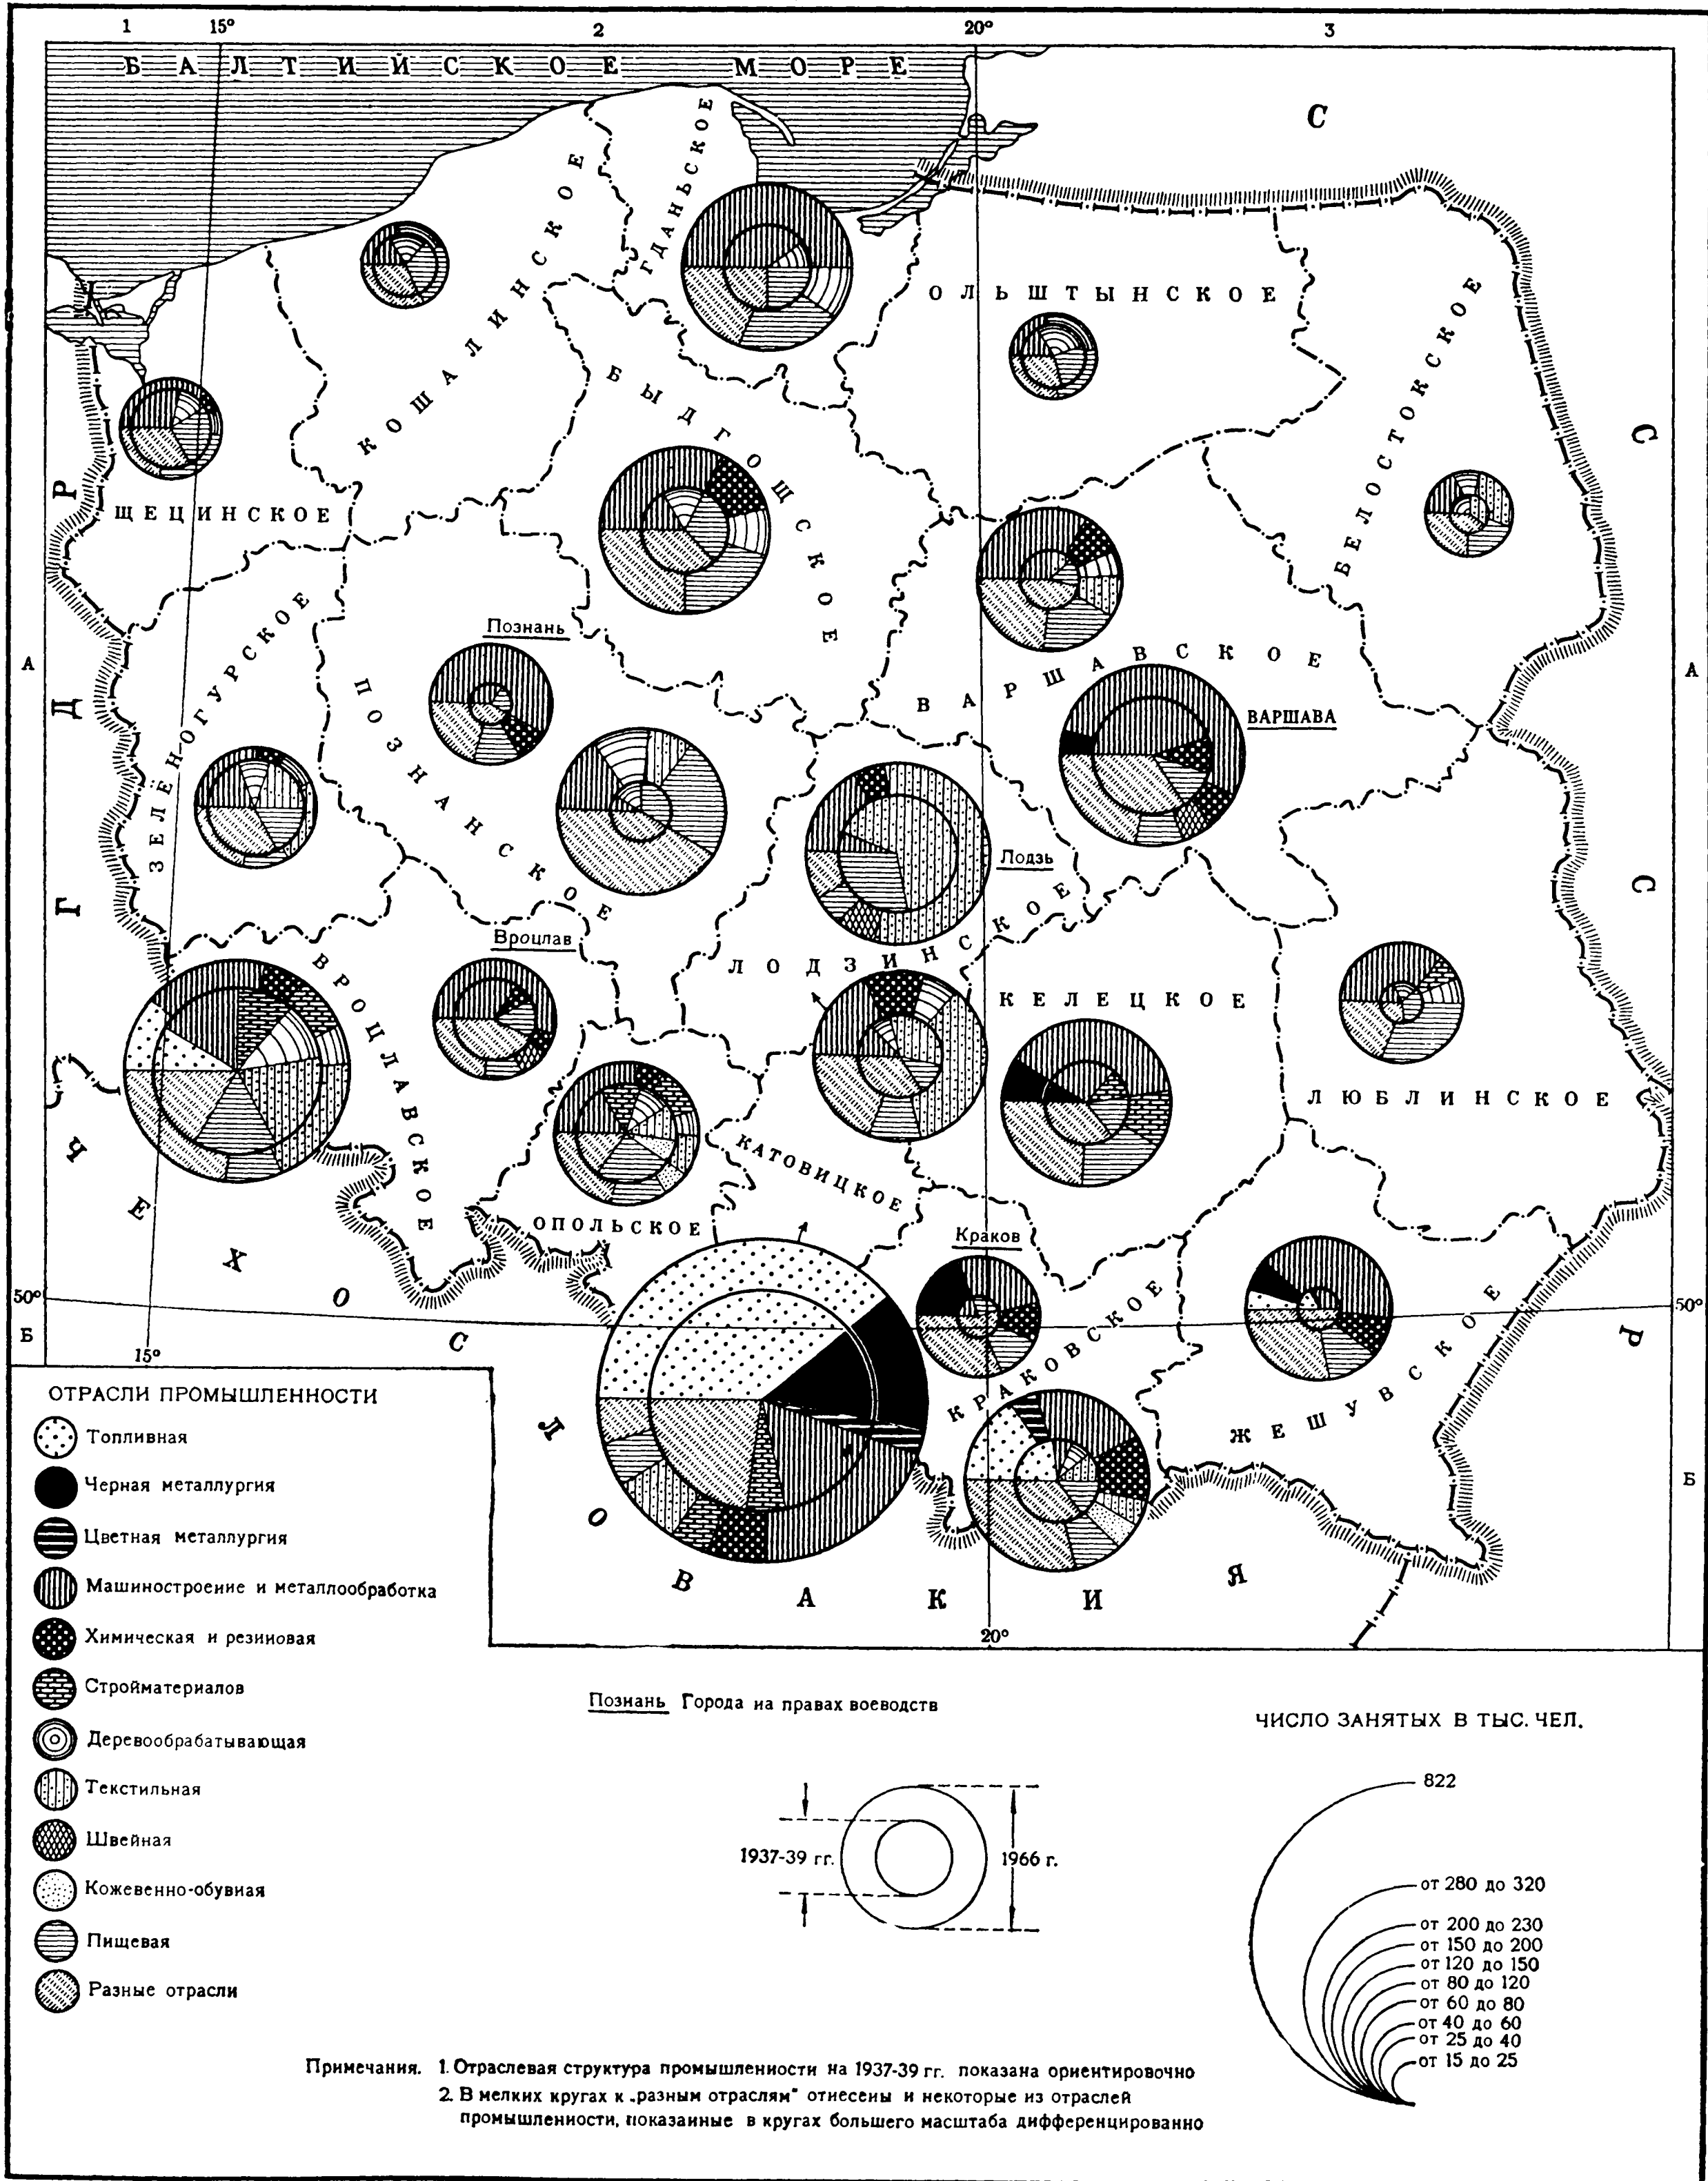 1 15° 2 20° 3
БАЛТИЙСКОЕ МОРЕ
С
С
С
Р
ГДАНЬСКОЕ
КОШАЛИНСКОЕ
ОЛЬШТЫНСКОЕ
БЕЛОСТОКСКОЕ
БЫДГОЩСКОЕ
ЩЕЦИНСКОЕ
ГДР
ЗЕЛЁНОГУРСКОЕ
Познань
А
А
ПОЗНАНСКОЕ
ВАРШАВСКОЕ
ВАРШАВА
Лодзь
ЛОДЗИНСКОЕ
Вроцлав
ВРОЦЛАВСКОЕ
КЕЛЕЦКОЕ
ЛЮБЛИНСКОЕ
КАТОВИЦКОЕ
ОПОЛЬСКОЕ
Краков
КРАКОВСКОЕ
ЖЕШУВСКОЕ
ЧЕХОСЛОВАКИЯ
50°
50°
Б
Б
15°
20°
ОТРАСЛИ ПРОМЫШЛЕННОСТИ
Топливная
Черная металлургия
Цветная металлургия
Машиностроение и металлообработка
Химическая и резиновая
Стройматериалов
Деревообрабатывающая
Текстильная
Швейная
Кожевенно-обувная
Пищевая
Разные отрасли
Познань Города на правах воеводств
1937-39 гг.
1966 г.
ЧИСЛО ЗАНЯТЫХ В ТЫС. ЧЕЛ.
822
от 280 до 320
от 200 до 230
от 150 до 200
от 120 до 150
от 80 до 120
от 60 до 80
от 40 до 60
от 25 до 40
от 15 до 25
Примечания. 1. Отраслевая структура промышленности на 1937-39 гг. показана ориентировочно
2. В мелких кругах к „разным отраслям" отнесены и некоторые из отраслей
промышленности, показанные в кругах большего масштаба дифференцированно